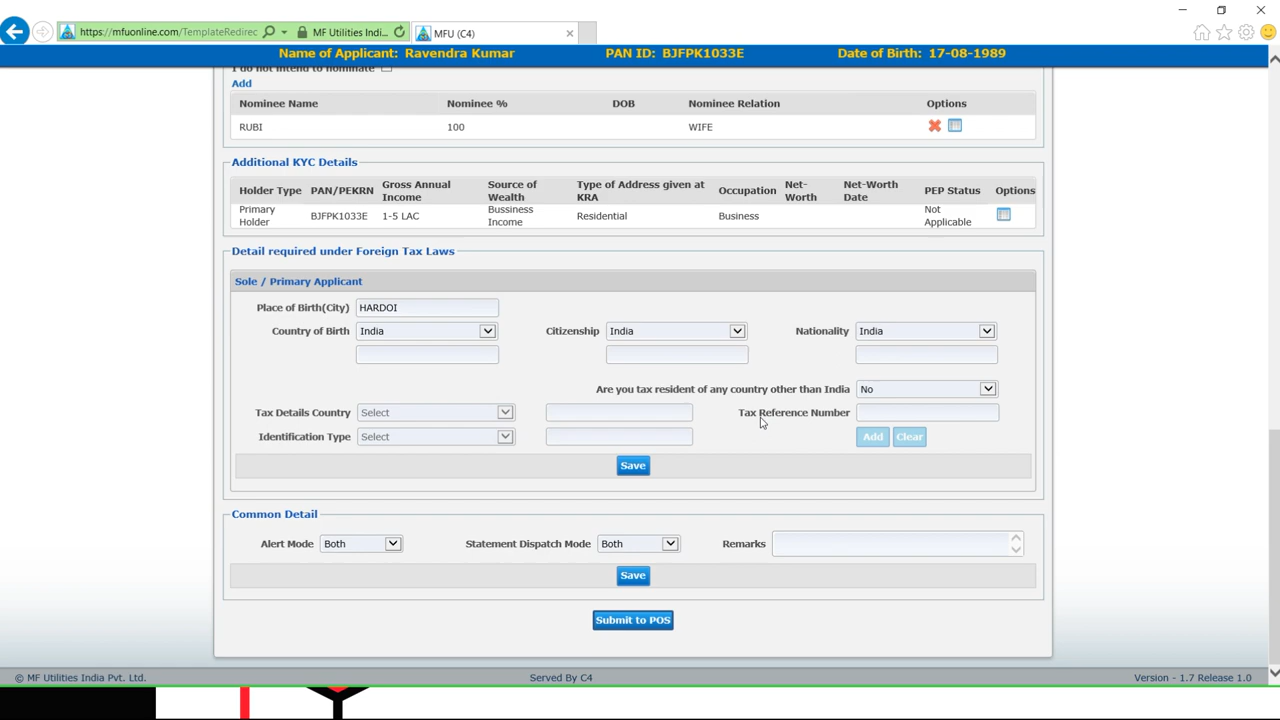 https://mfuonline.com/TemplateRedirec
MF Utilities Indi...
MFU (C4)
Name of Applicant: Ravendra Kumar PAN ID: BJFPK1033E Date of Birth: 17-08-1989
I do not intend to nominate
Add
Nominee Name Nominee % DOB Nominee Relation Options
RUBI 100 WIFE
Additional KYC Details
Holder Type PAN/PEKRN Gross Annual Income Source of Wealth Type of Address given at KRA Occupation Net-Worth Net-Worth Date PEP Status Options
Primary Holder BJFPK1033E 1-5 LAC Bussiness Income Residential Business Not Applicable
Detail required under Foreign Tax Laws
Sole / Primary Applicant
Place of Birth(City) HARDOI
Country of Birth India Citizenship India Nationality India
Are you tax resident of any country other than India No
Tax Details Country Select Tax Reference Number
Identification Type Select Add Clear
Save
Common Detail
Alert Mode Both Statement Dispatch Mode Both Remarks
Save
Submit to POS
© MF Utilities India Pvt. Ltd. Served By C4 Version - 1.7 Release 1.0